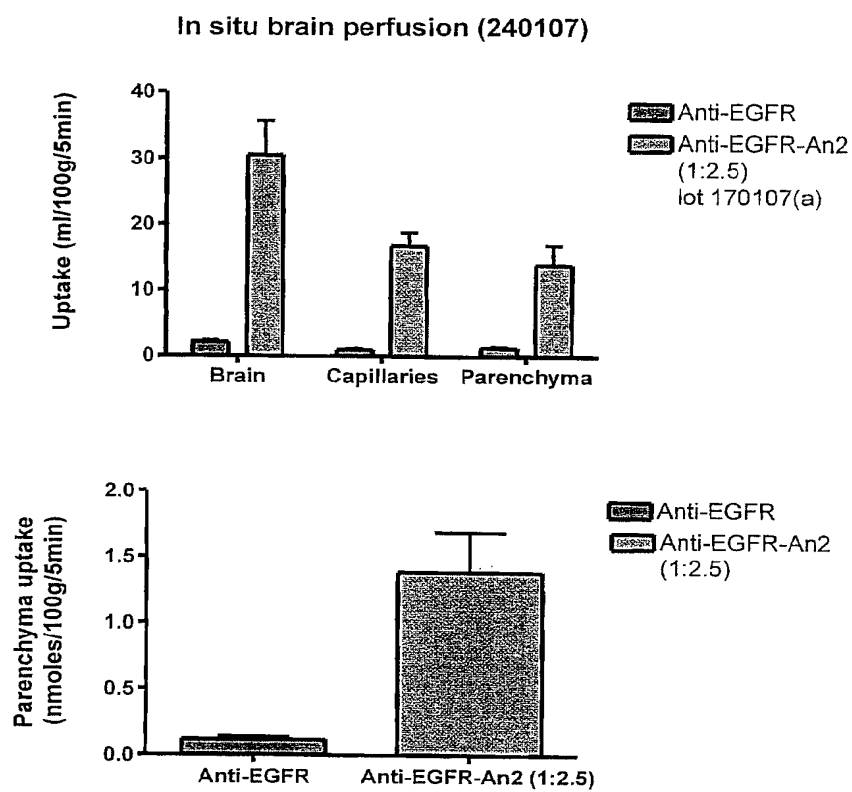 In situ brain perfusion (240107)
Uptake (ml/100g/5min)
40
30
20
10
0
Brain Capillaries Parenchyma
Anti-EGFR
Anti-EGFR-An2
(1:2.5)
lot 170107(a)
Parenchyma uptake
(nmoles/100g/5min)
2.0
1.5
1.0
0.5
0.0
Anti-EGFR Anti-EGFR-An2 (1:2.5)
Anti-EGFR
Anti-EGFR-An2
(1:2.5)